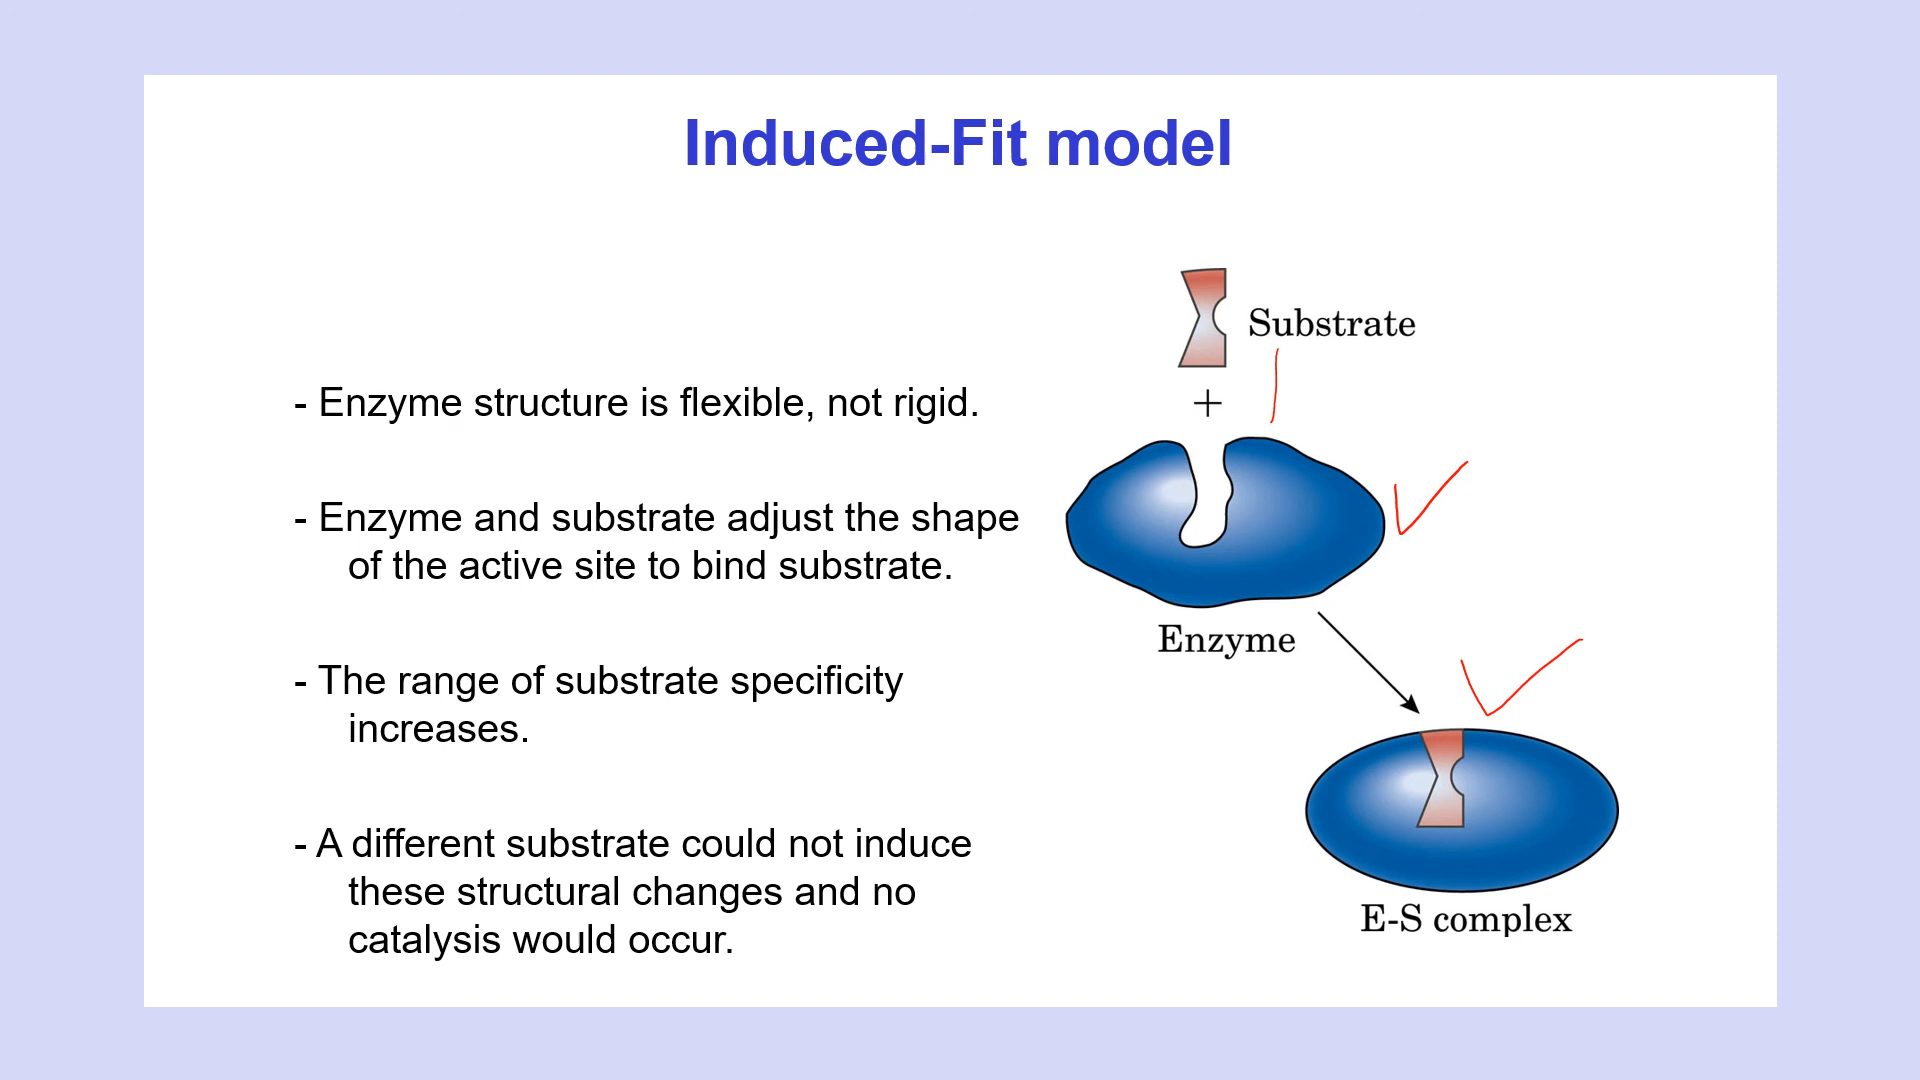 Induced-Fit model
- Enzyme structure is flexible, not rigid.
- Enzyme and substrate adjust the shape
of the active site to bind substrate.
- The range of substrate specificity
increases.
- A different substrate could not induce
these structural changes and no
catalysis would occur.
Substrate
+
Enzyme
E-S complex